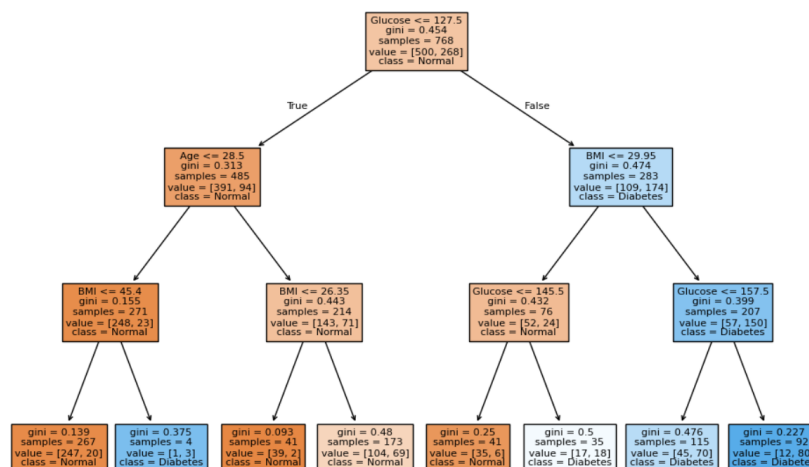 Glucose <= 127.5
gini = 0.454
samples = 768
value = [500, 268]
class = Normal
True
False
Age <= 28.5
gini = 0.313
samples = 485
value = [391, 94]
class = Normal
BMI <= 29.95
gini = 0.474
samples = 283
value = [109, 174]
class = Diabetes
BMI <= 45.4
gini = 0.155
samples = 271
value = [248, 23]
class = Normal
BMI <= 26.35
gini = 0.443
samples = 214
value = [143, 71]
class = Normal
Glucose <= 145.5
gini = 0.432
samples = 76
value = [52, 24]
class = Normal
Glucose <= 157.5
gini = 0.399
samples = 207
value = [57, 150]
class = Diabetes
gini = 0.139
samples = 267
value = [247, 20]
class = Normal
gini = 0.375
samples = 4
value = [1, 3]
class = Diabetes
gini = 0.093
samples = 41
value = [39, 2]
class = Normal
gini = 0.48
samples = 173
value = [104, 69]
class = Normal
gini = 0.25
samples = 41
value = [35, 6]
class = Normal
gini = 0.5
samples = 35
value = [17, 18]
class = Diabetes
gini = 0.476
samples = 115
value = [45, 70]
class = Diabetes
gini = 0.227
samples = 92
value = [12, 80]
class = Diabetes